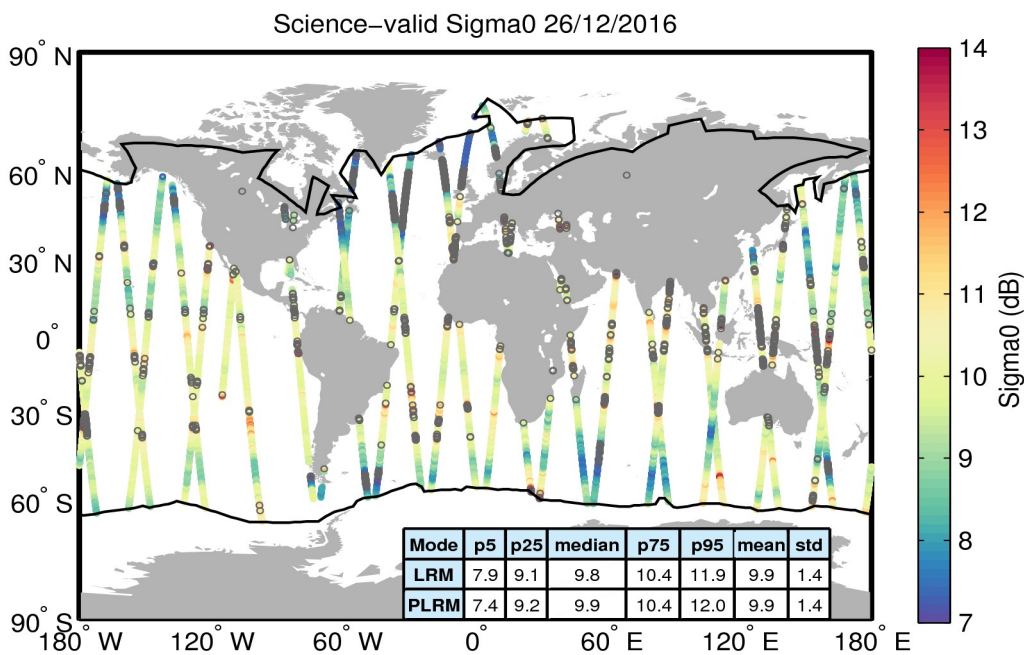 Science−valid Sigma0 26/12/2016
90° N
60° N
30° N
0°
30° S
60° S
90° S
180° W 120° W 60° W 0° 60° E 120° E 180° E
14
13
12
11
10
9
8
7
Sigma0 (dB)
Mode p5 p25 median p75 p95 mean std
LRM 7.9 9.1 9.8 10.4 11.9 9.9 1.4
PLRM 7.4 9.2 9.9 10.4 12.0 9.9 1.4